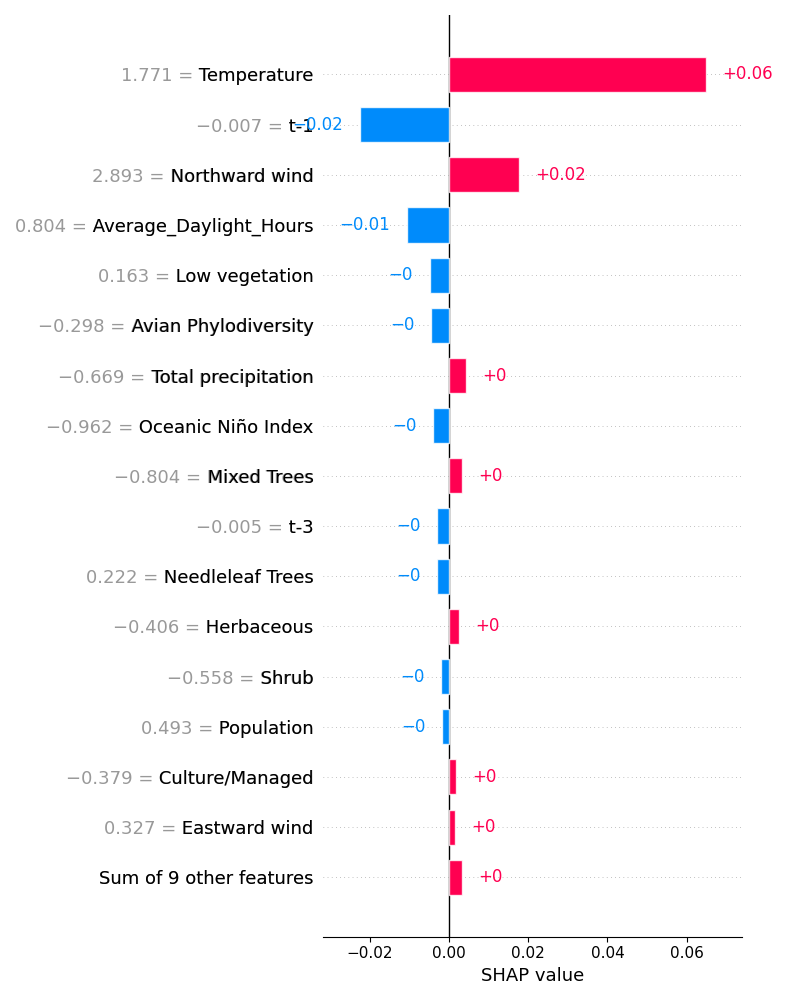 1.771 = Temperature +0.06
−0.007 = t-1 −0.02
2.893 = Northward wind +0.02
0.804 = Average_Daylight_Hours −0.01
0.163 = Low vegetation −0
−0.298 = Avian Phylodiversity −0
−0.669 = Total precipitation +0
−0.962 = Oceanic Niño Index −0
−0.804 = Mixed Trees +0
−0.005 = t-3 −0
0.222 = Needleleaf Trees −0
−0.406 = Herbaceous +0
−0.558 = Shrub −0
0.493 = Population −0
−0.379 = Culture/Managed +0
0.327 = Eastward wind +0
Sum of 9 other features +0
−0.02 0.00 0.02 0.04 0.06
SHAP value